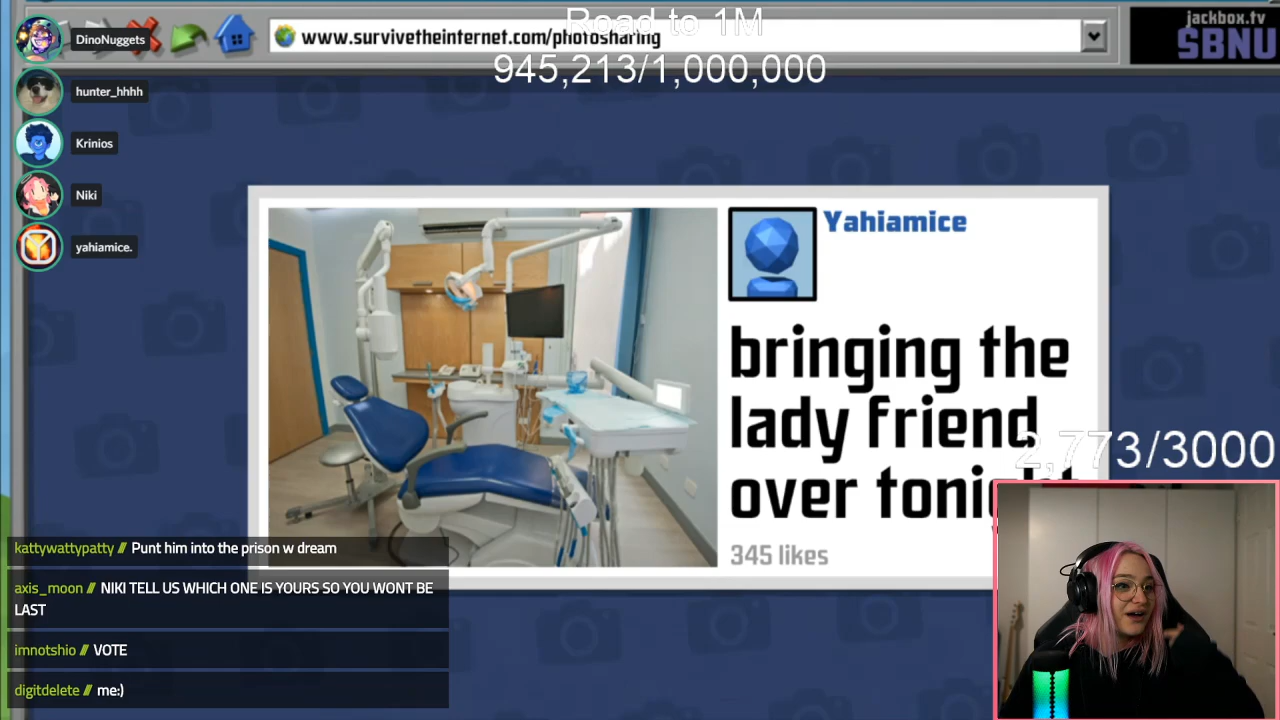 Road to 1M
945,213/1,000,000
www.survivetheinternet.com/photosharing
jackbox.tv
SBNU
DinoNuggets
hunter_hhhh
Krinios
Niki
yahiamice.
Yahiamice
bringing the
lady friend
over tonight
345 likes
2,773/3000
kattywattypatty // Punt him into the prison w dream
axis_moon // NIKI TELL US WHICH ONE IS YOURS SO YOU WONT BE
LAST
imnotshio // VOTE
digitdelete // me:)